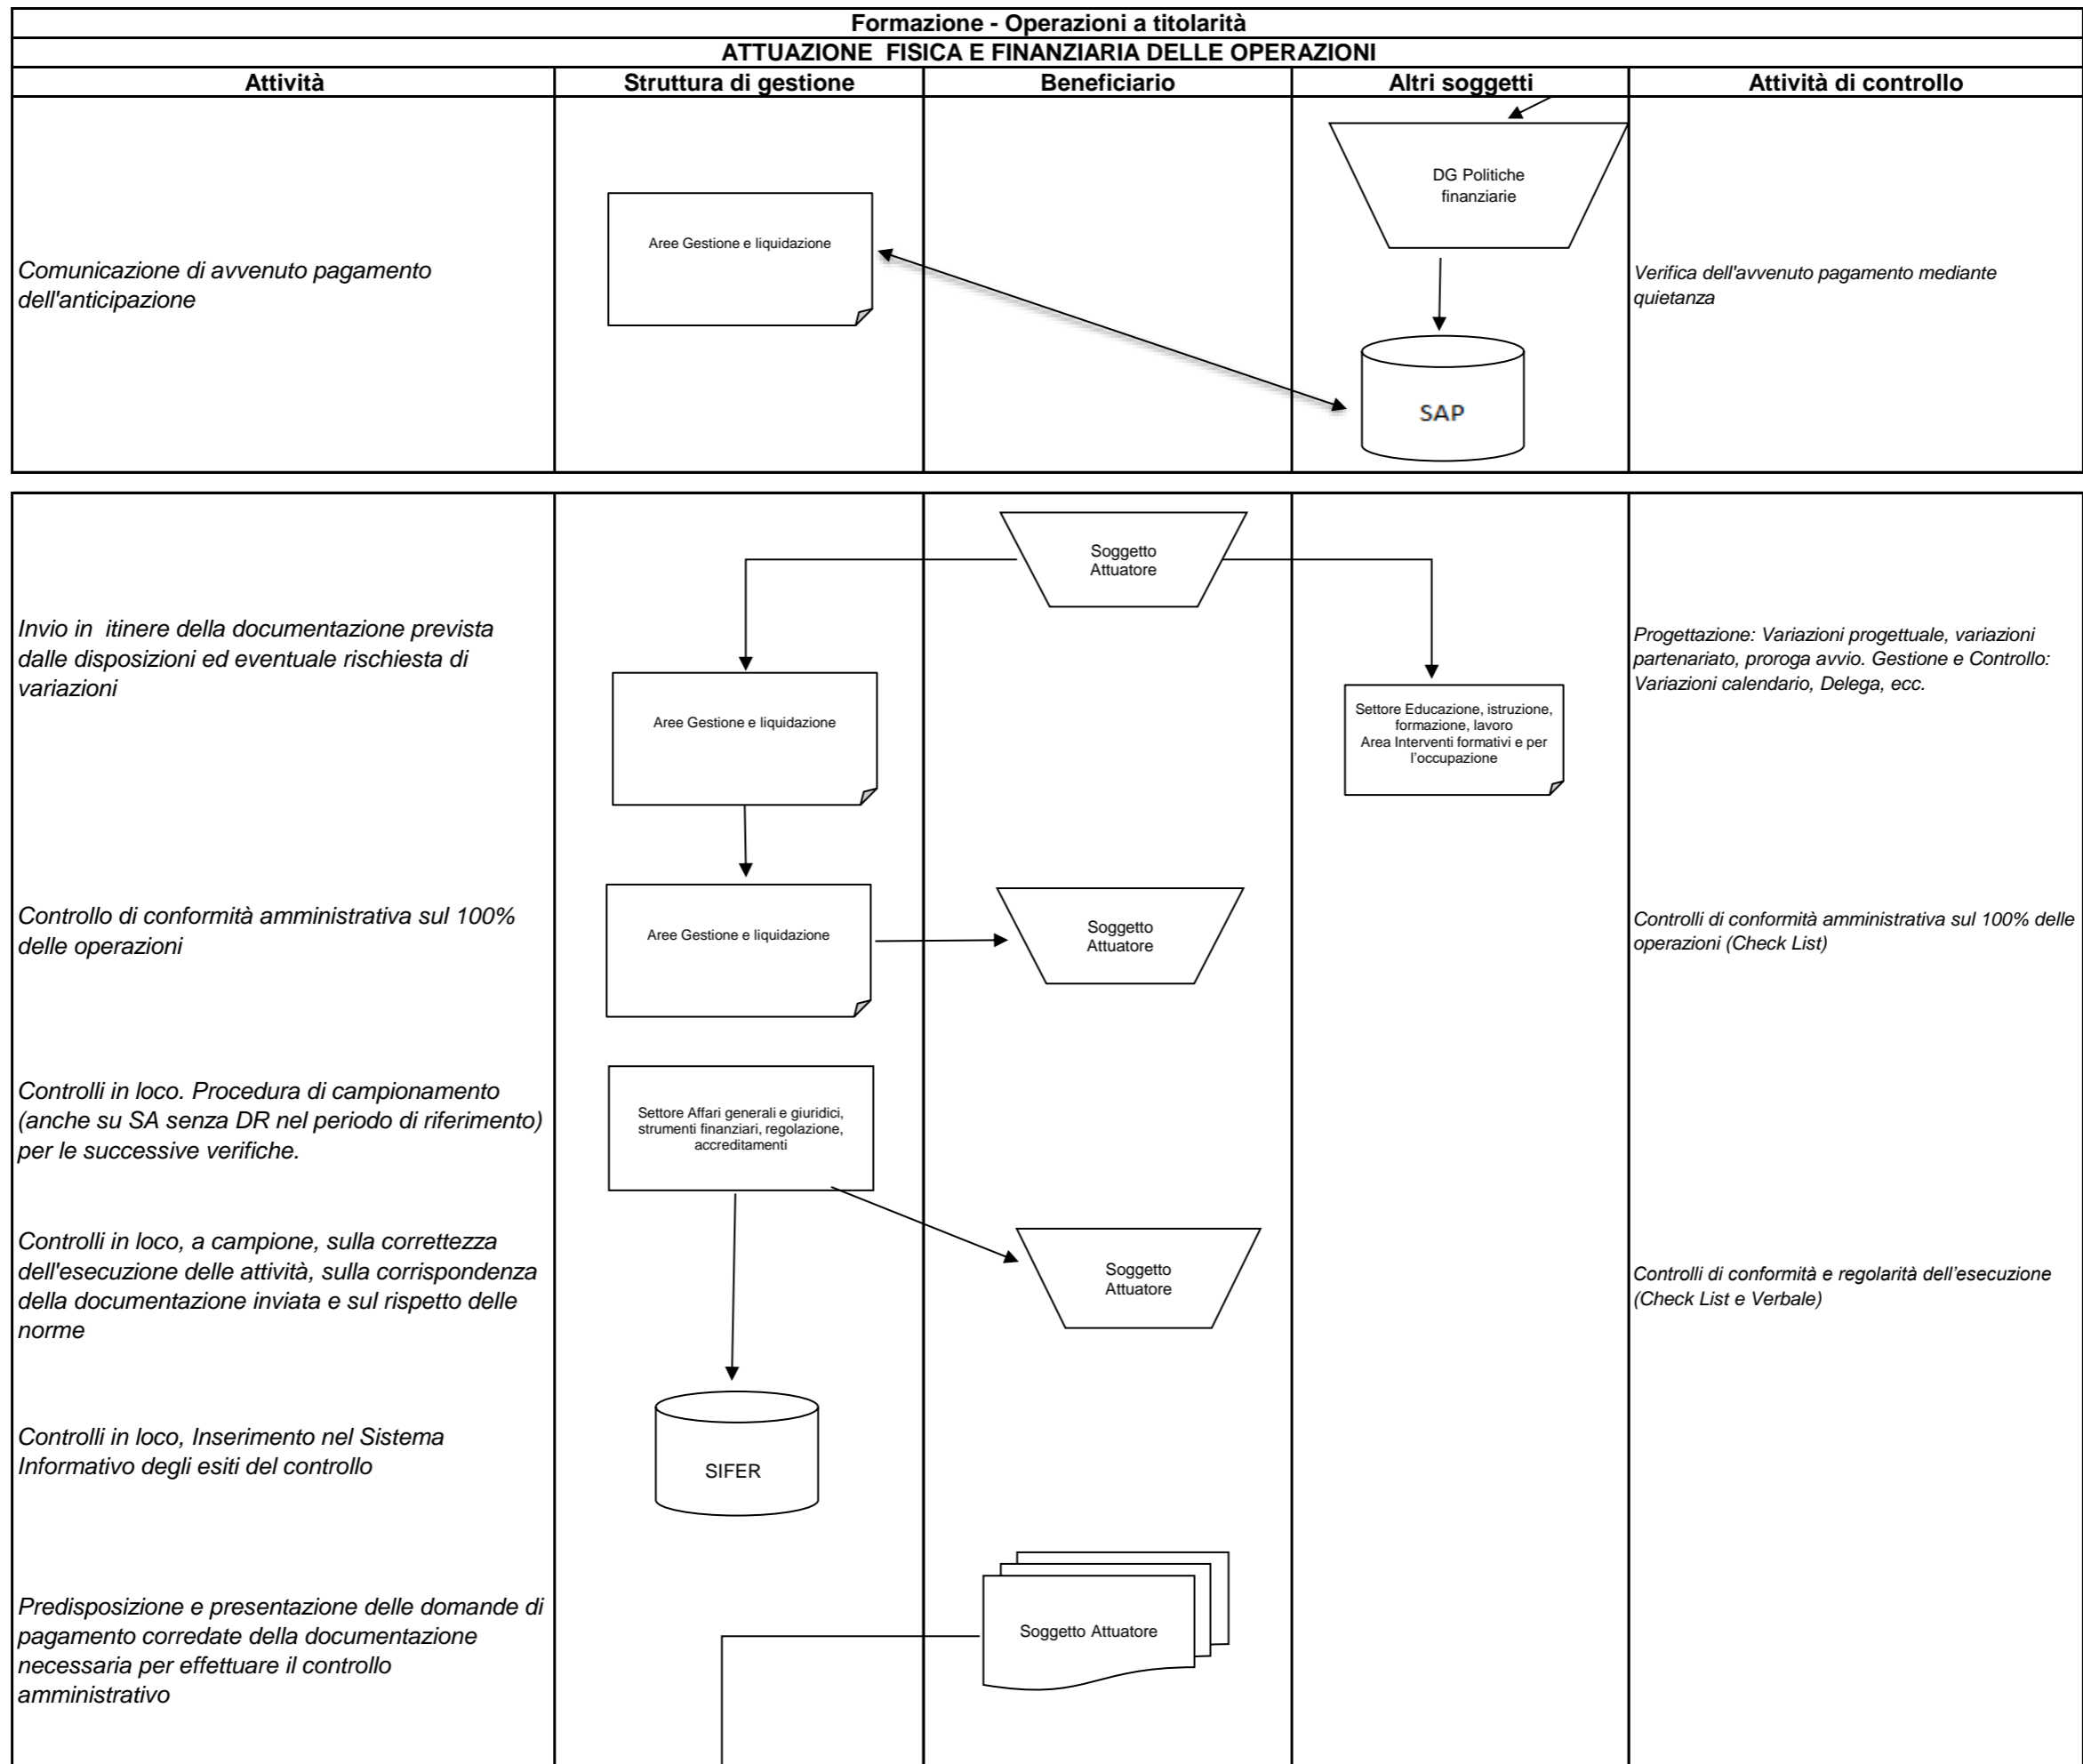 Formazione - Operazioni a titolarità
ATTUAZIONE  FISICA E FINANZIARIA DELLE OPERAZIONI
Attività
Struttura di gestione
Beneficiario
Altri soggetti
Attività di controllo
DG Politiche
finanziarie
Aree Gestione e liquidazione
Comunicazione di avvenuto pagamento
dell'anticipazione
Verifica dell'avvenuto pagamento mediante
quietanza
SAP
Soggetto
Attuatore
Invio in  itinere della documentazione prevista
dalle disposizioni ed eventuale rischiesta di
variazioni
Aree Gestione e liquidazione
Settore Educazione, istruzione,
formazione, lavoro
Area Interventi formativi e per
l’occupazione
Progettazione: Variazioni progettuale, variazioni
partenariato, proroga avvio. Gestione e Controllo:
Variazioni calendario, Delega, ecc.
Controllo di conformità amministrativa sul 100%
delle operazioni
Aree Gestione e liquidazione
Soggetto
Attuatore
Controlli di conformità amministrativa sul 100% delle
operazioni (Check List)
Controlli in loco. Procedura di campionamento
(anche su SA senza DR nel periodo di riferimento)
per le successive verifiche.
Settore Affari generali e giuridici,
strumenti finanziari, regolazione,
accreditamenti
Controlli in loco, a campione, sulla correttezza
dell'esecuzione delle attività, sulla corrispondenza
della documentazione inviata e sul rispetto delle
norme
Soggetto
Attuatore
Controlli di conformità e regolarità dell’esecuzione
(Check List e Verbale)
Controlli in loco, Inserimento nel Sistema
Informativo degli esiti del controllo
SIFER
Predisposizione e presentazione delle domande di
pagamento corredate della documentazione
necessaria per effettuare il controllo
amministrativo
Soggetto Attuatore